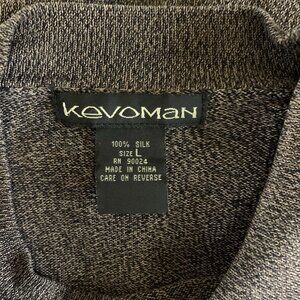 KevoMAN
100% SILK
SIZE L
RN 90024
MADE IN CHINA
CARE ON REVERSE